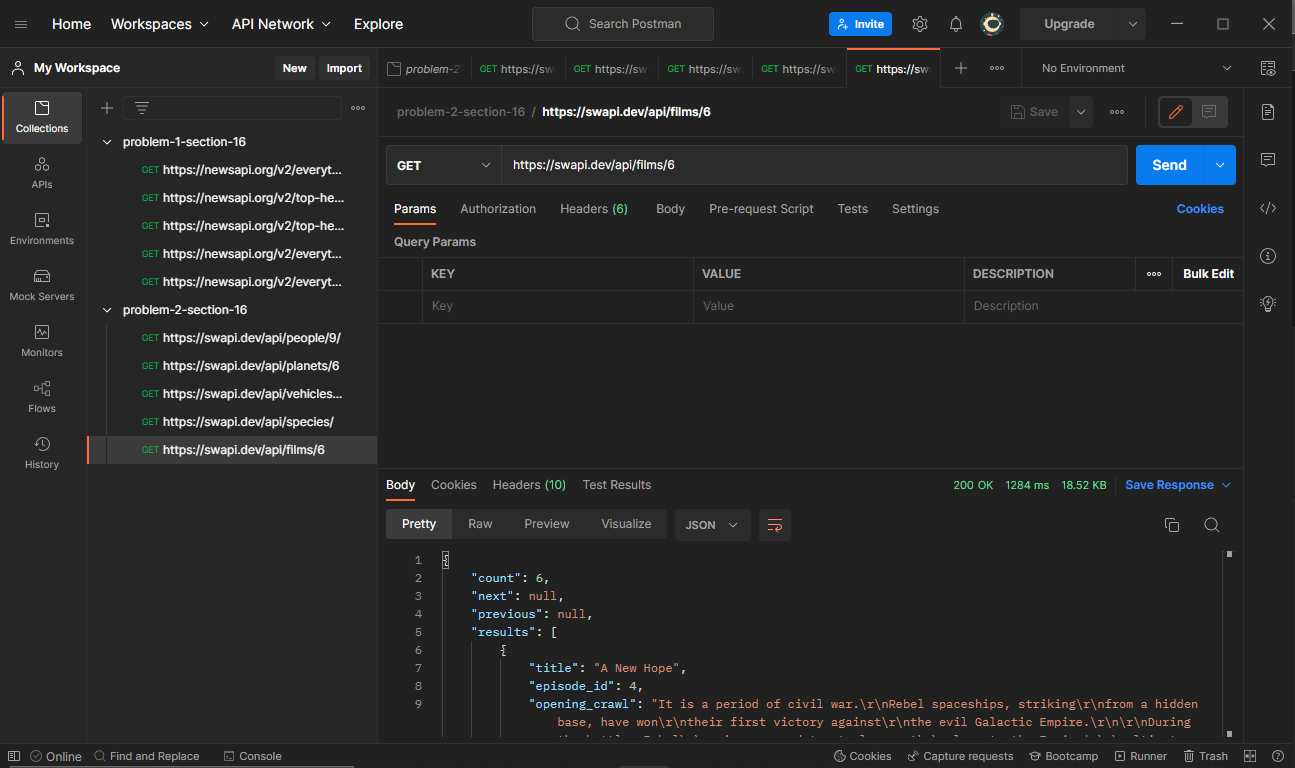 Home Workspaces API Network Explore Search Postman Invite Upgrade
My Workspace New Import problem-2 GET https://sw GET https://sw GET https://sw GET https://sw GET https://sw No Environment
Collections
APIs
Environments
Mock Servers
Monitors
Flows
History
problem-1-section-16
GET https://newsapi.org/v2/everyt...
GET https://newsapi.org/v2/top-he...
GET https://newsapi.org/v2/top-he...
GET https://newsapi.org/v2/everyt...
GET https://newsapi.org/v2/everyt...
problem-2-section-16
GET https://swapi.dev/api/people/9/
GET https://swapi.dev/api/planets/6
GET https://swapi.dev/api/vehicles...
GET https://swapi.dev/api/species/
GET https://swapi.dev/api/films/6
problem-2-section-16 / https://swapi.dev/api/films/6 Save
GET https://swapi.dev/api/films/6 Send
Params Authorization Headers (6) Body Pre-request Script Tests Settings Cookies
Query Params
KEY VALUE DESCRIPTION Bulk Edit
Key Value Description
Body Cookies Headers (10) Test Results 200 OK 1284 ms 18.52 KB Save Response
Pretty Raw Preview Visualize JSON
1 {
2 "count": 6,
3 "next": null,
4 "previous": null,
5 "results": [
6 {
7 "title": "A New Hope",
8 "episode_id": 4,
9 "opening_crawl": "It is a period of civil war.\r\nRebel spaceships, striking\r\nfrom a hidden
base, have won\r\ntheir first victory against\r\nthe evil Galactic Empire.\r\n\r\nDuring
Online Find and Replace Console Cookies Capture requests Bootcamp Runner Trash